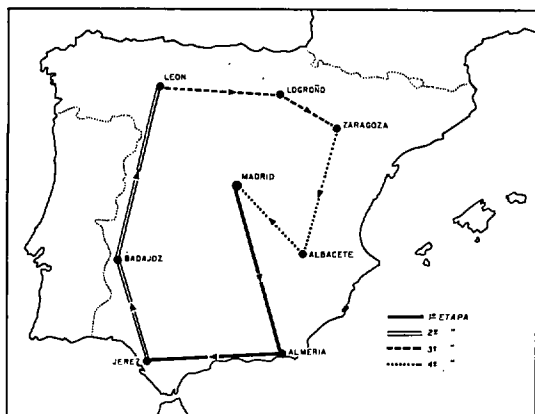 LEON
LOGROÑO
ZARAGOZA
MADRID
ALBACETE
BADAJOZ
JEREZ
ALMERIA
1ª ETAPA
2ª "
3ª "
4ª "